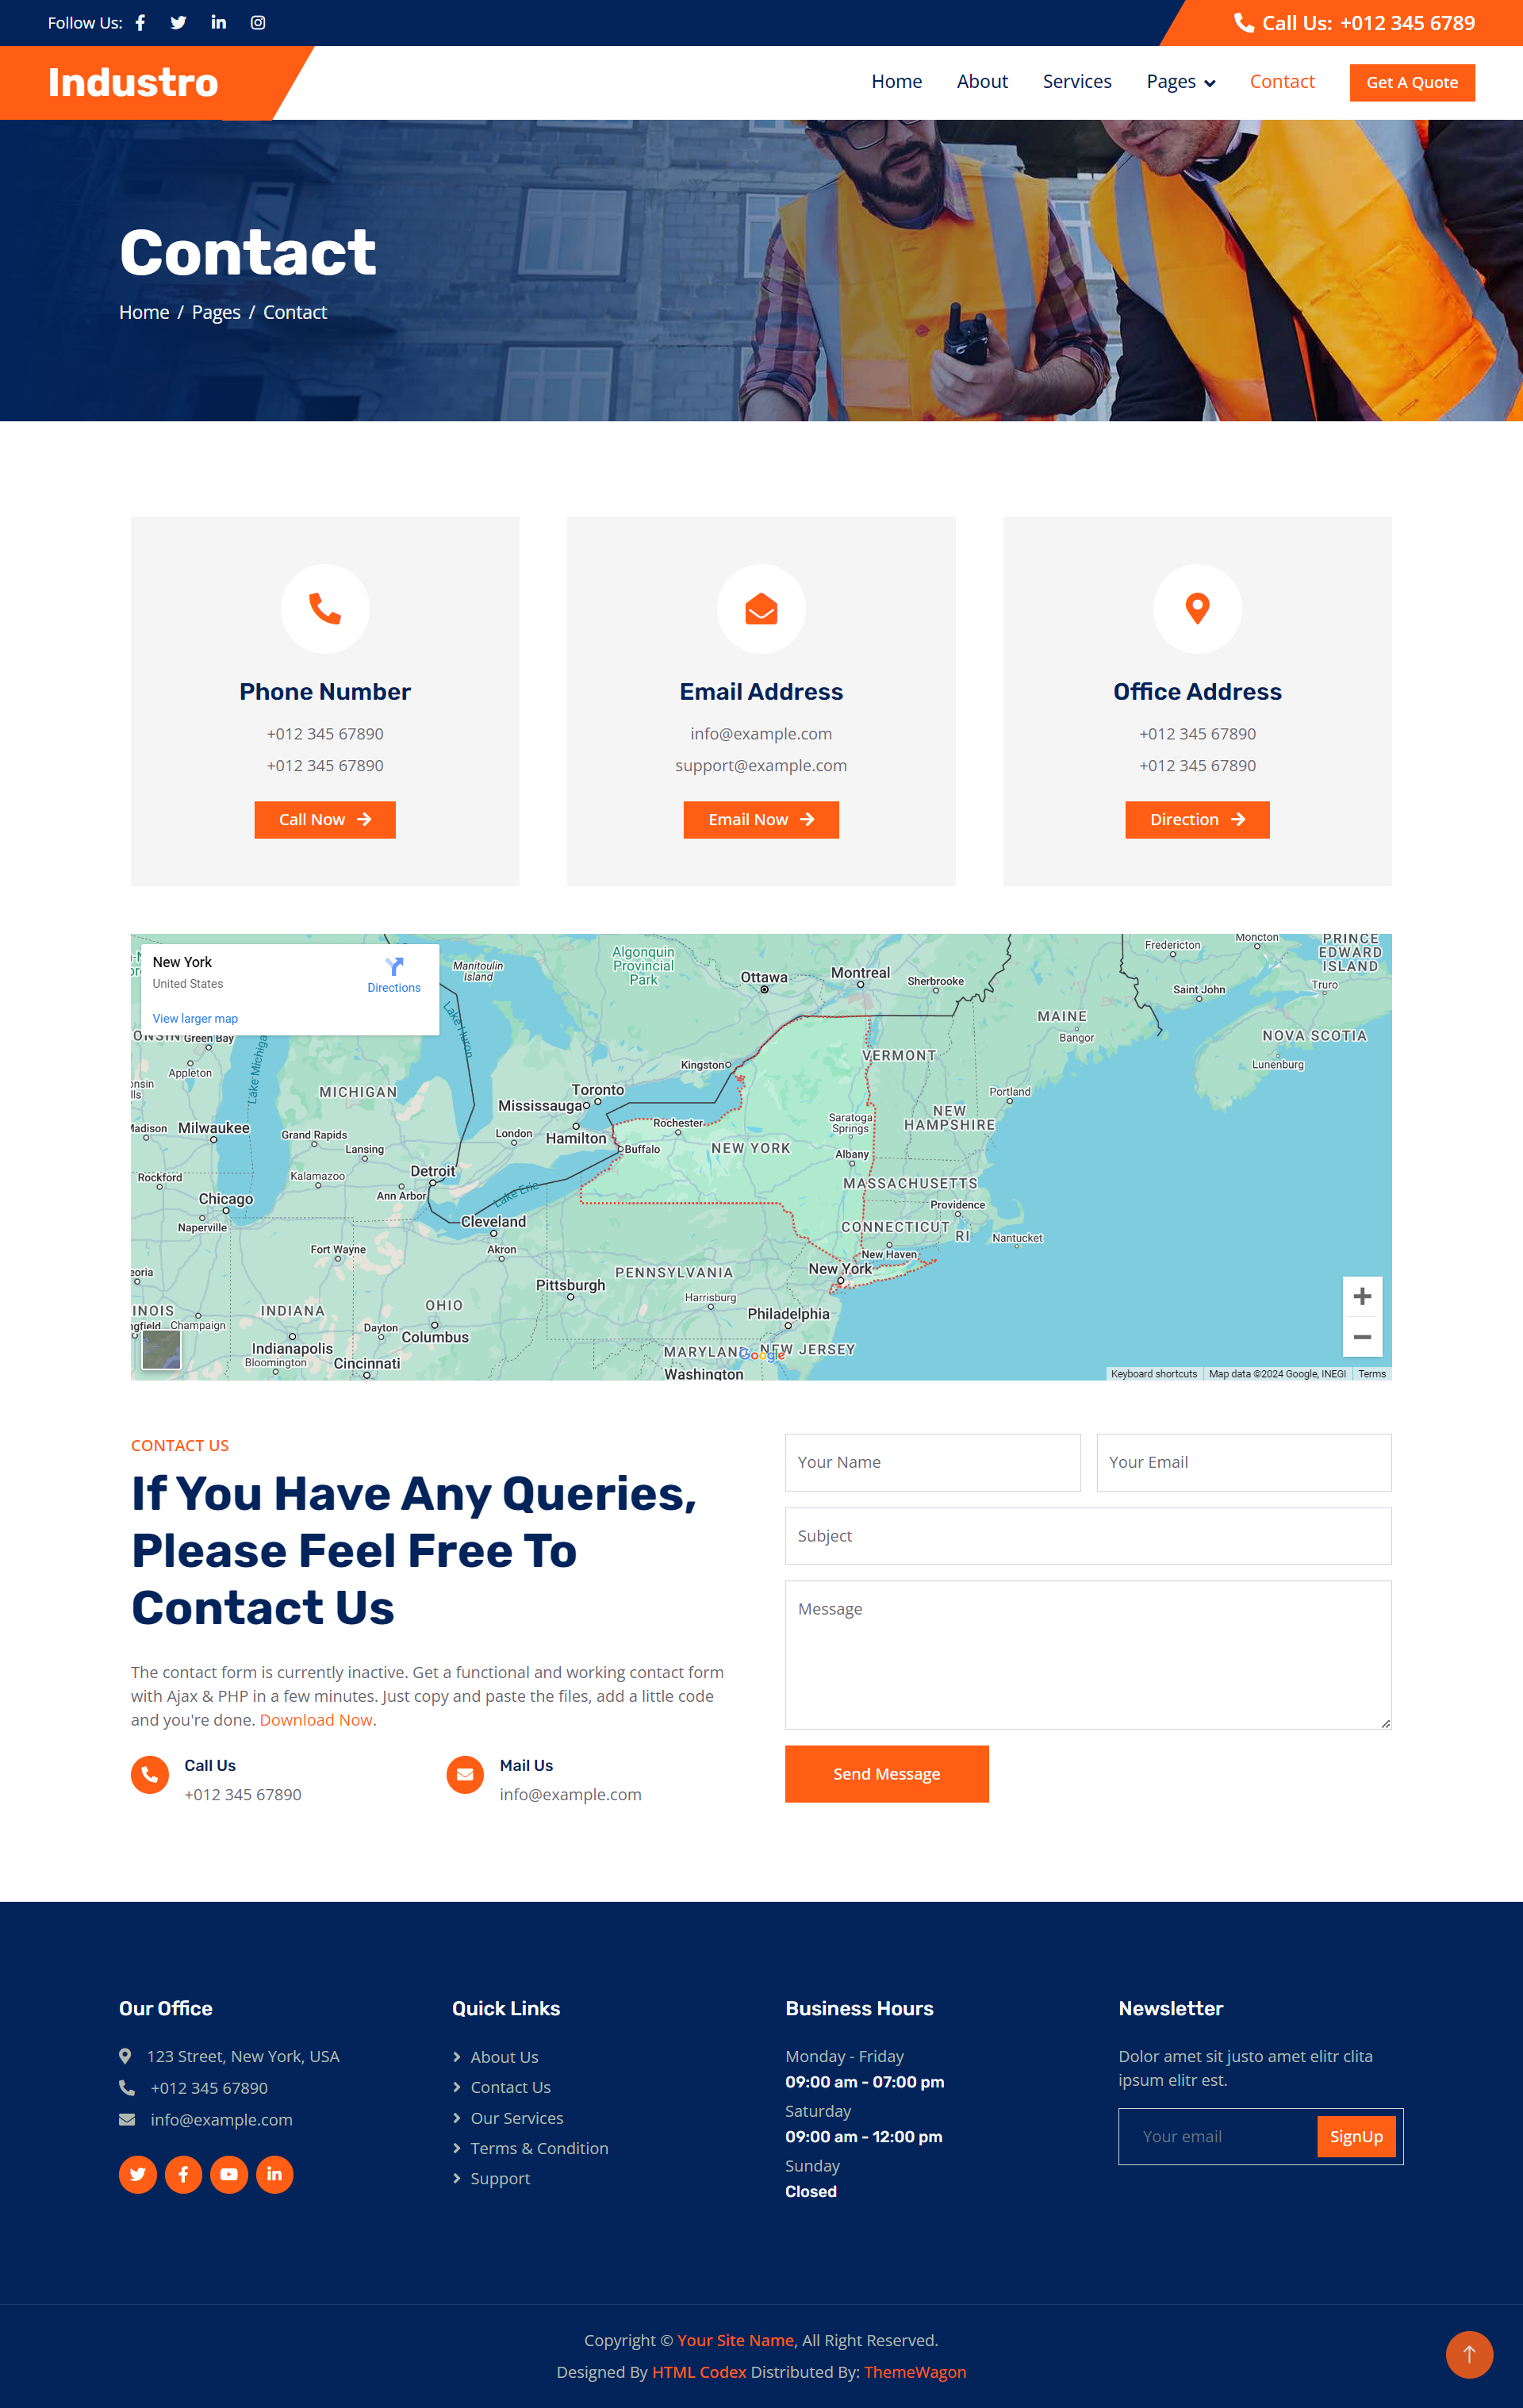 Follow Us:
Call Us: +012 345 6789
Industro
Home About Services Pages Contact Get A Quote
Contact
Home / Pages / Contact
Phone Number
+012 345 67890
+012 345 67890
Call Now
Email Address
info@example.com
support@example.com
Email Now
Office Address
+012 345 67890
+012 345 67890
Direction
New York
United States
Directions
View larger map
Manitoulin
Island
Algonquin
Provincial
Park
Ottawa
Montreal
Sherbrooke
Fredericton
Moncton
PRINCE
EDWARD
ISLAND
Saint John
Truro
NOVA SCOTIA
Lunenburg
MAINE
Bangor
Lake Huron
Green Bay
Appleton
Lake Michiga
MICHIGAN
Kingston
VERMONT
Toronto
Mississauga
Portland
Milwaukee
Grand Rapids
Lansing
London
Hamilton
Rochester
Buffalo
NEW YORK
Saratoga
Springs
NEW
HAMPSHIRE
Albany
Rockford
Kalamazoo
Detroit
Ann Arbor
Lake Erie
MASSACHUSETTS
Chicago
Naperville
Cleveland
Providence
CONNECTICUT
RI
Nantucket
Fort Wayne
Akron
New Haven
New York
Pittsburgh
PENNSYLVANIA
Harrisburg
Philadelphia
INDIANA
OHIO
Champaign
Dayton
Columbus
Indianapolis
Bloomington
Cincinnati
MARYLAND
NEW JERSEY
Google
Washington
Keyboard shortcuts Map data ©2024 Google, INEGI Terms
CONTACT US
If You Have Any Queries,
Please Feel Free To
Contact Us
The contact form is currently inactive. Get a functional and working contact form
with Ajax & PHP in a few minutes. Just copy and paste the files, add a little code
and you're done. Download Now.
Call Us
+012 345 67890
Mail Us
info@example.com
Your Name
Your Email
Subject
Message
Send Message
Our Office
123 Street, New York, USA
+012 345 67890
info@example.com
Quick Links
About Us
Contact Us
Our Services
Terms & Condition
Support
Business Hours
Monday - Friday
09:00 am - 07:00 pm
Saturday
09:00 am - 12:00 pm
Sunday
Closed
Newsletter
Dolor amet sit justo amet elitr clita
ipsum elitr est.
Your email
SignUp
Copyright © Your Site Name, All Right Reserved.
Designed By HTML Codex Distributed By: ThemeWagon